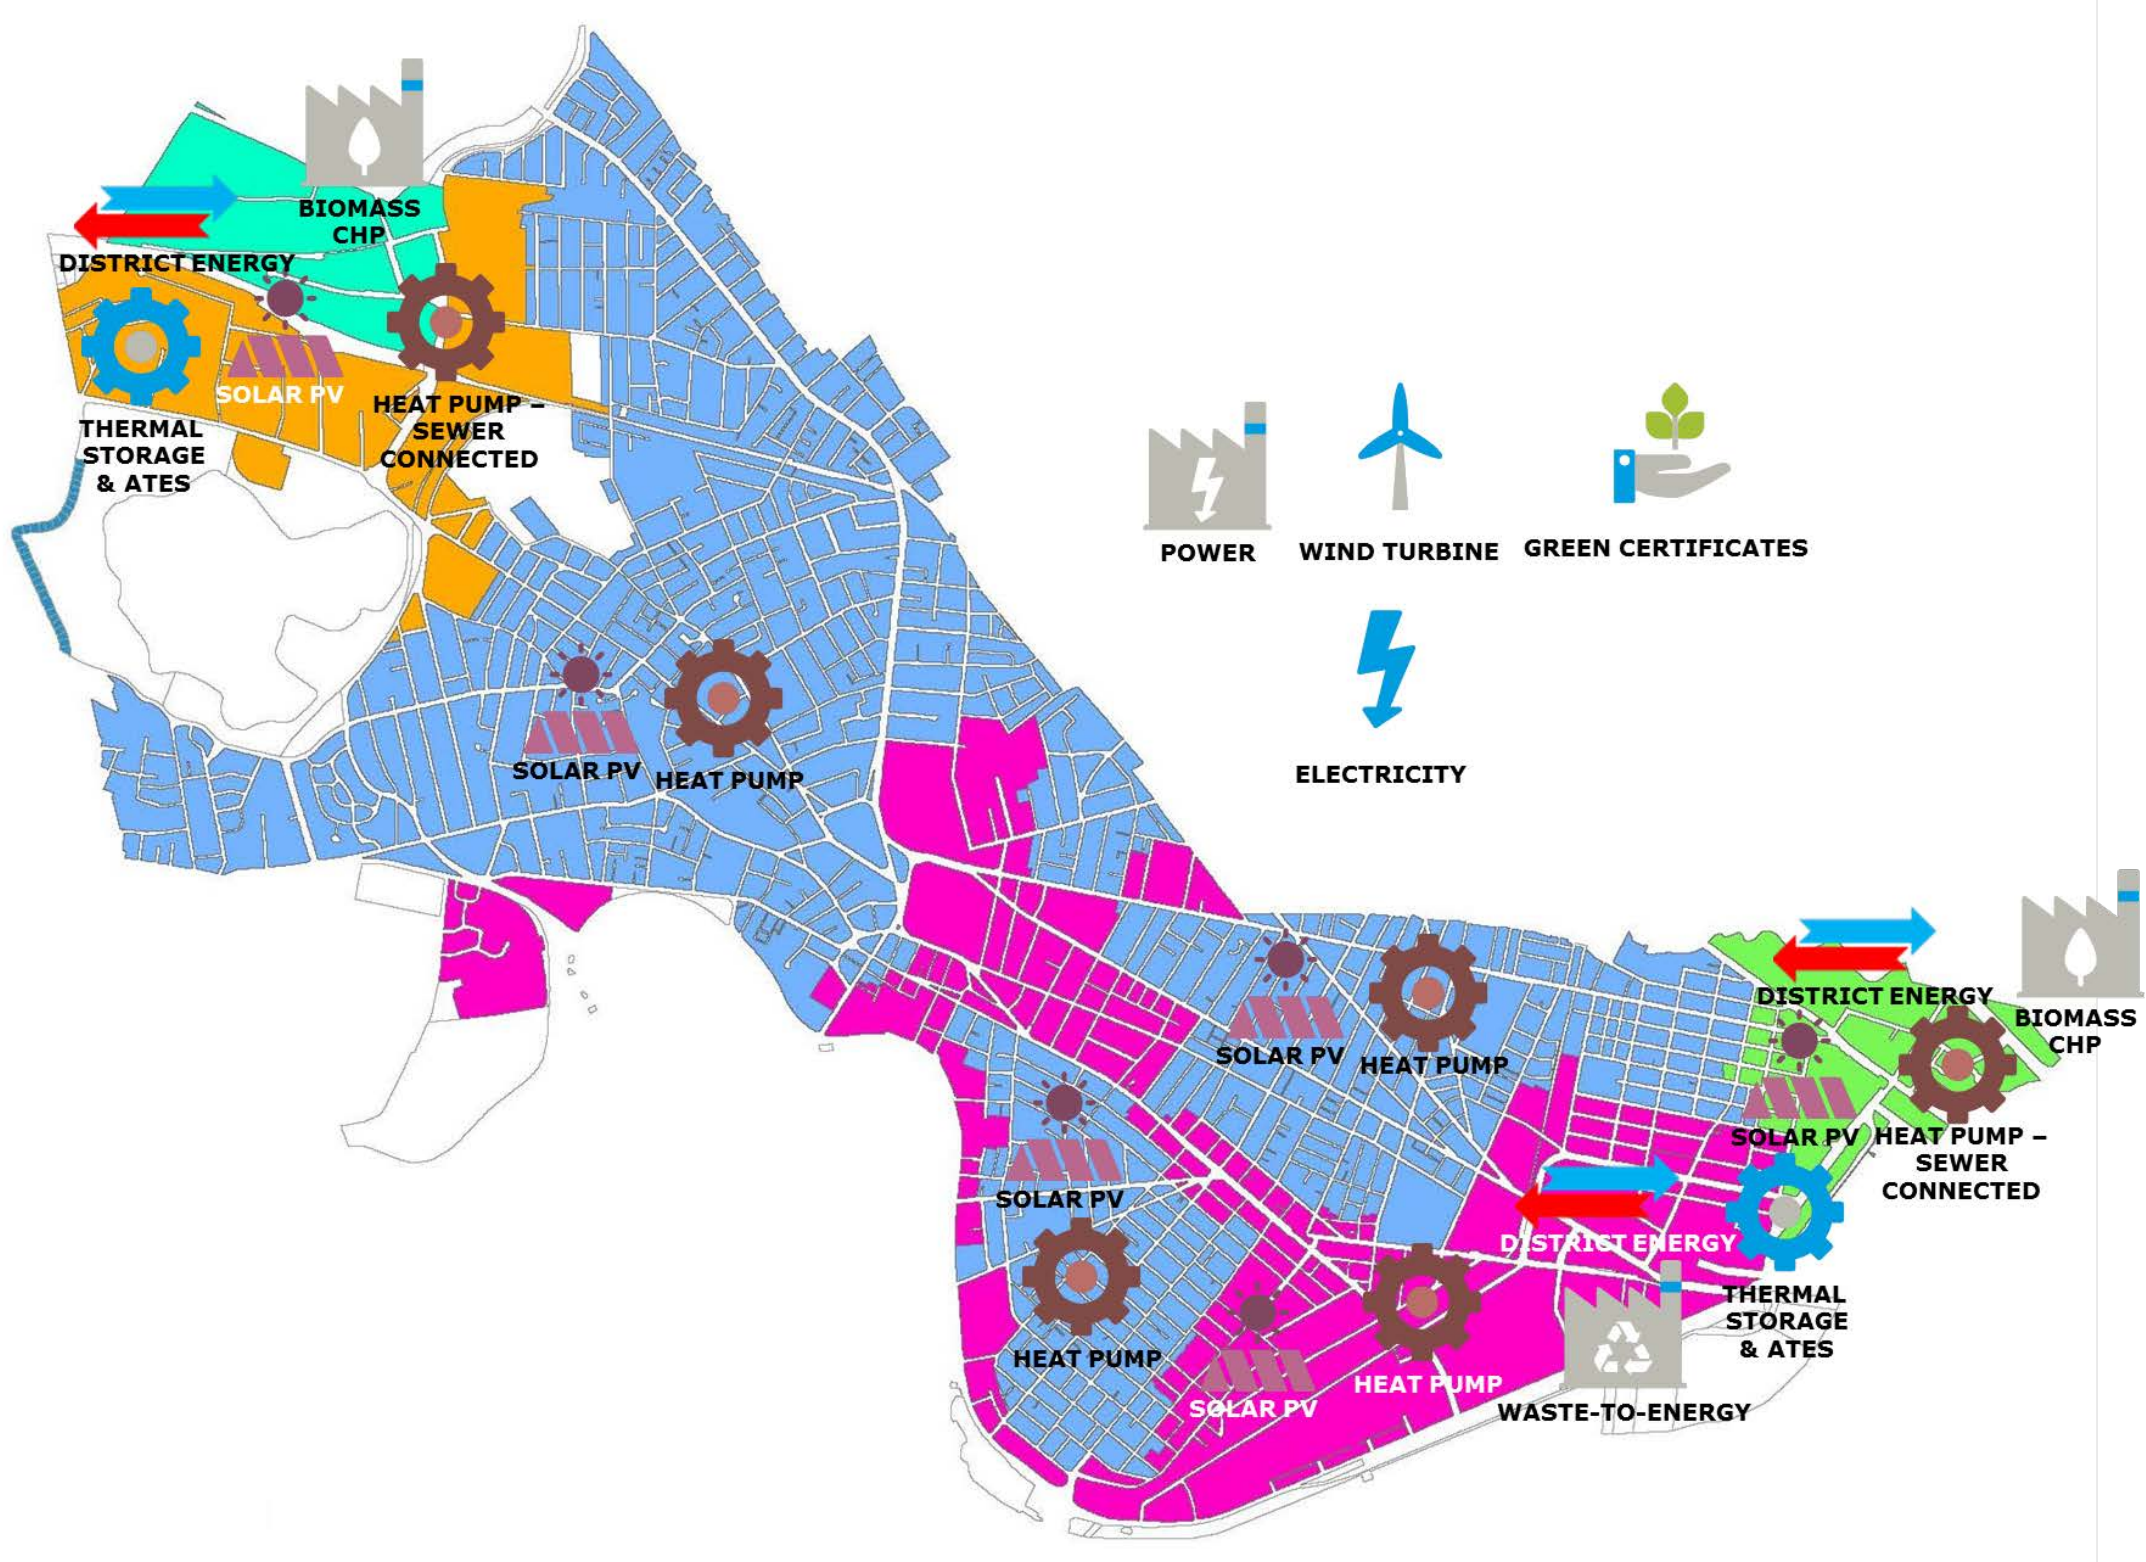 BIOMASS
CHP
DISTRICT ENERGY
SOLAR PV
HEAT PUMP –
SEWER
CONNECTED
THERMAL
STORAGE
& ATES
POWER
WIND TURBINE
GREEN CERTIFICATES
ELECTRICITY
SOLAR PV
HEAT PUMP
DISTRICT ENERGY
BIOMASS
CHP
SOLAR PV
HEAT PUMP
SOLAR PV
HEAT PUMP –
SEWER
CONNECTED
SOLAR PV
DISTRICT ENERGY
THERMAL
STORAGE
& ATES
HEAT PUMP
HEAT PUMP
SOLAR PV
WASTE-TO-ENERGY